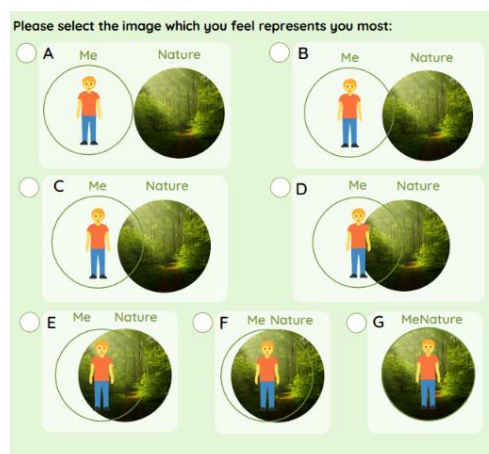 Please select the image which you feel represents you most:
A Me Nature
B Me Nature
C Me Nature
D Me Nature
E Me Nature
F Me Nature
G MeNature